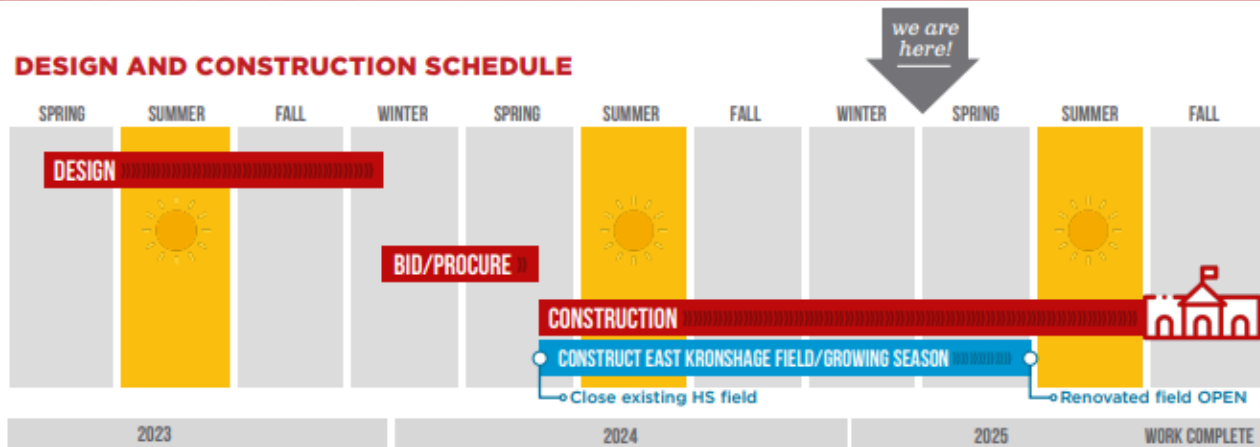 we are
here!
DESIGN AND CONSTRUCTION SCHEDULE
SPRING SUMMER FALL WINTER SPRING SUMMER FALL WINTER SPRING SUMMER FALL
DESIGN
BID/PROCURE
CONSTRUCTION
CONSTRUCT EAST KRONSHAGE FIELD/GROWING SEASON
Close existing HS field Renovated field OPEN
2023 2024 2025 WORK COMPLETE